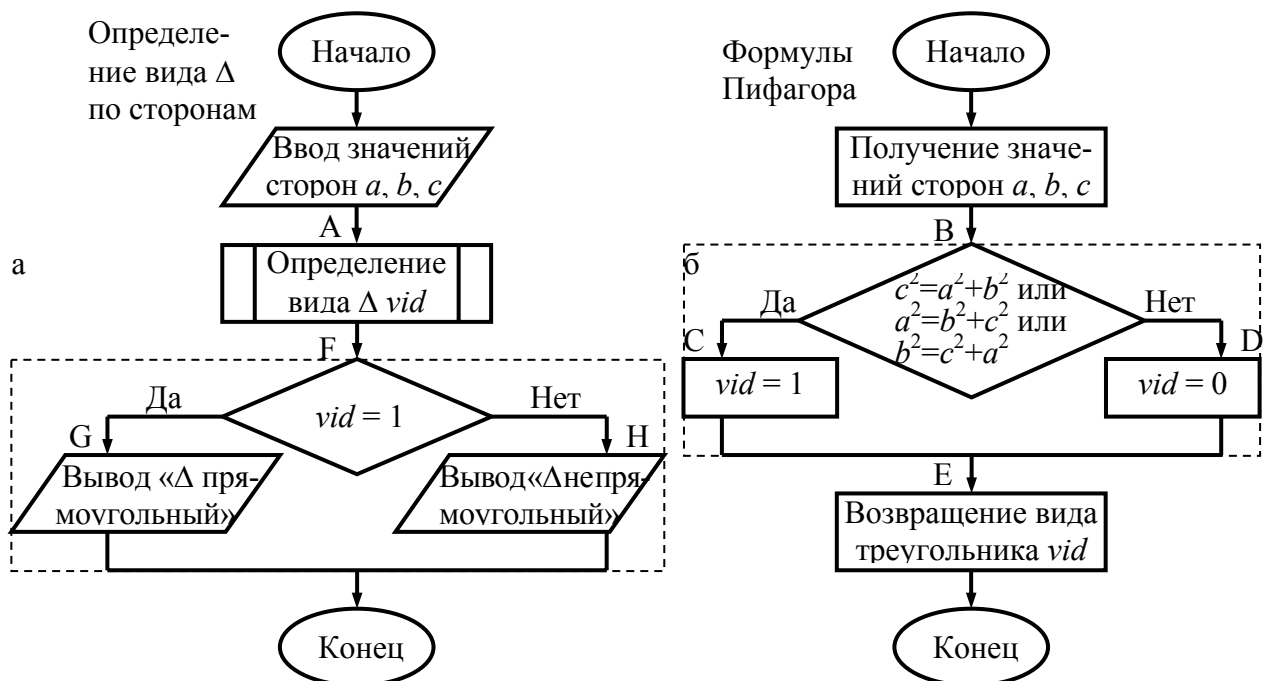 Определе-
ние вида Δ
по сторонам
Начало
Ввод значений
сторон a, b, c
A
а
Определение
вида Δ vid
F
Да
vid = 1
Нет
G
H
Вывод «Δ пря-
моугольный»
Вывод«Δнепря-
моугольный»
Конец
Формулы
Пифагора
Начало
Получение значе-
ний сторон a, b, c
B
б
c²=a²+b² или
a²=b²+c² или
b²=c²+a²
Да
Нет
C
D
vid = 1
vid = 0
E
Возвращение вида
треугольника vid
Конец